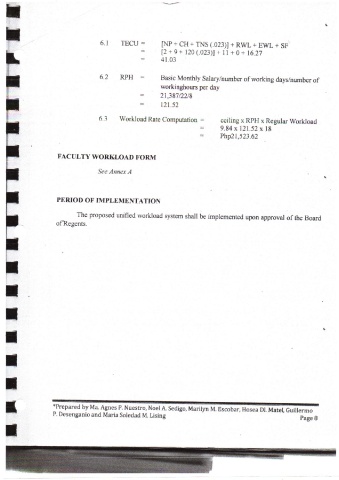 6.1 TECU = [NP + CH + TNS (.023)] + RWL + EWL + SF
= [2 + 9 + 120 (.023)] + 11 + 0 + 16.27
= 41.03
6.2 RPH = Basic Monthly Salary/number of working days/number of
workinghours per day
= 21,387/22/8
= 121.52
6.3 Workload Rate Computation = ceiling x RPH x Regular Workload
= 9.84 x 121.52 x 18
= Php21,523.62
FACULTY WORKLOAD FORM
See Annex A
PERIOD OF IMPLEMENTATION
The proposed unified workload system shall be implemented upon approval of the Board
of Regents.
*Prepared by Ma. Agnes P. Nuestro, Noel A. Sedigo, Marilyn M. Escobar, Hosea DL Matel, Guillermo
P. Desenganio and Maria Soledad M. Lising
Page 8